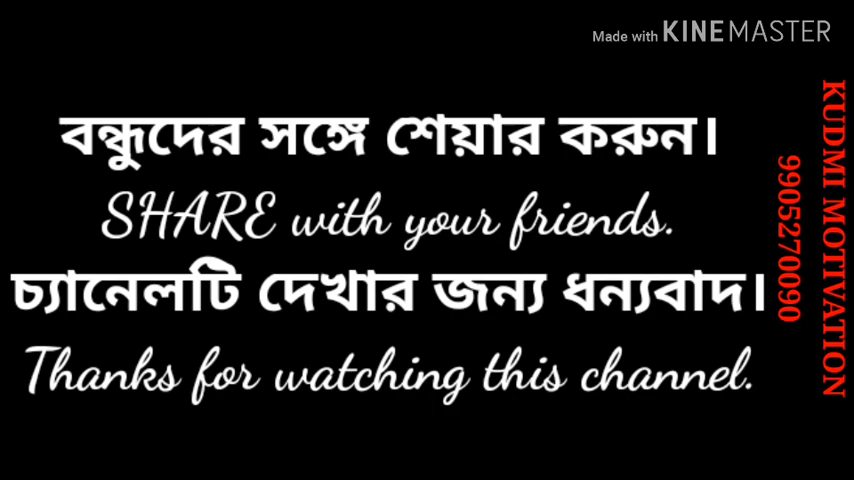 Made with KINEMASTER
বন্ধুদের সঙ্গে শেয়ার করুন।
SHARE with your friends.
চ্যানেলটি দেখার জন্য ধন্যবাদ।
Thanks for watching this channel.
KUDMI MOTIVATION
9905270090